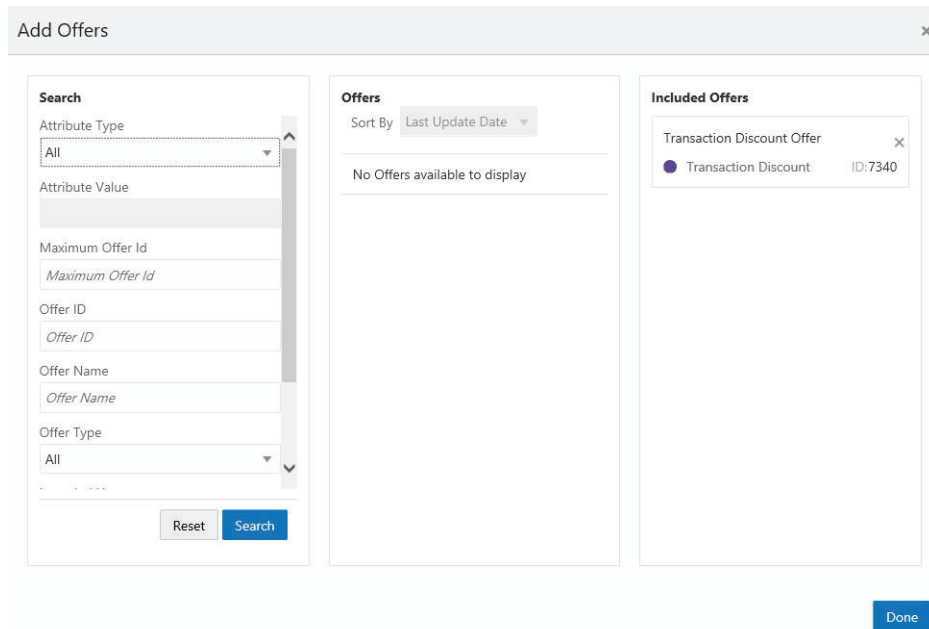 Add Offers
Search
Attribute Type
All
Attribute Value
Maximum Offer Id
Maximum Offer Id
Offer ID
Offer ID
Offer Name
Offer Name
Offer Type
All
Reset Search
Offers
Sort By Last Update Date
No Offers available to display
Included Offers
Transaction Discount Offer
Transaction Discount ID:7340
Done